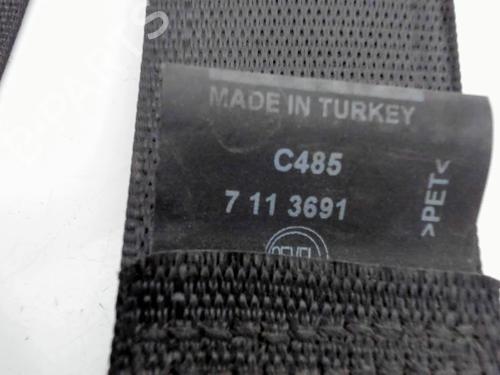 MADE IN TURKEY
C485
7 11 3691
>PET<